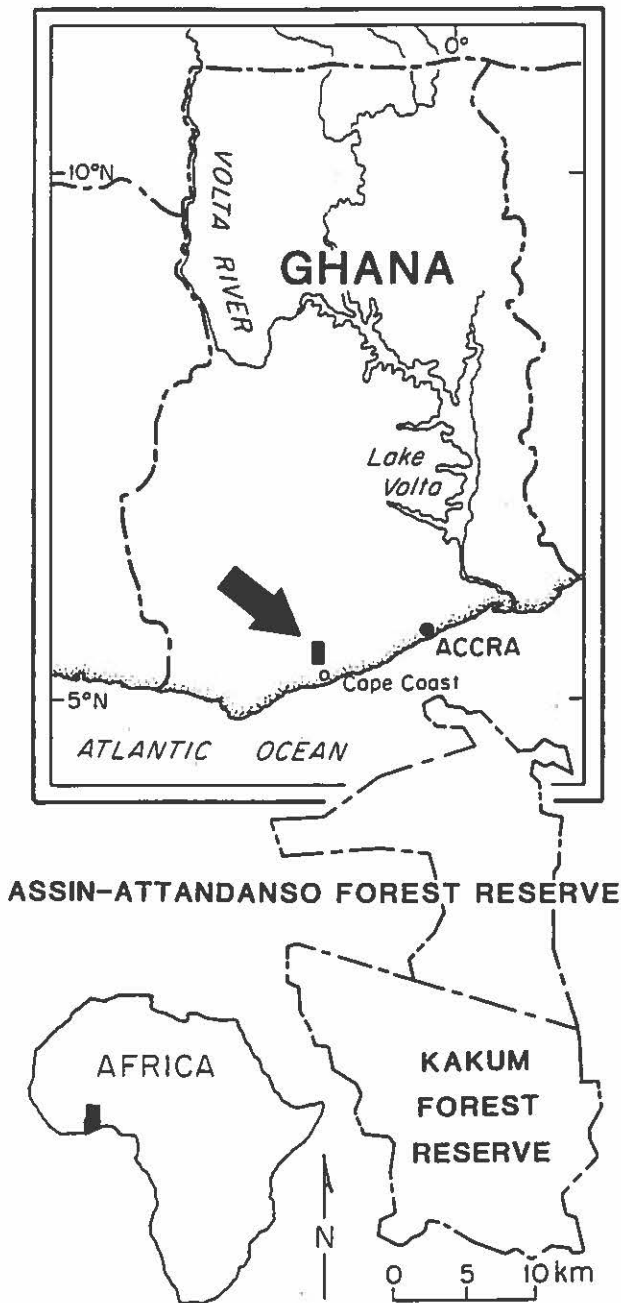 0°
10°N
VOLTA RIVER
GHANA
Lake
Volta
ACCRA
Cape Coast
5°N
ATLANTIC OCEAN
ASSIN-ATTANDANSO FOREST RESERVE
AFRICA
KAKUM
FOREST
RESERVE
N
0 5 10 km